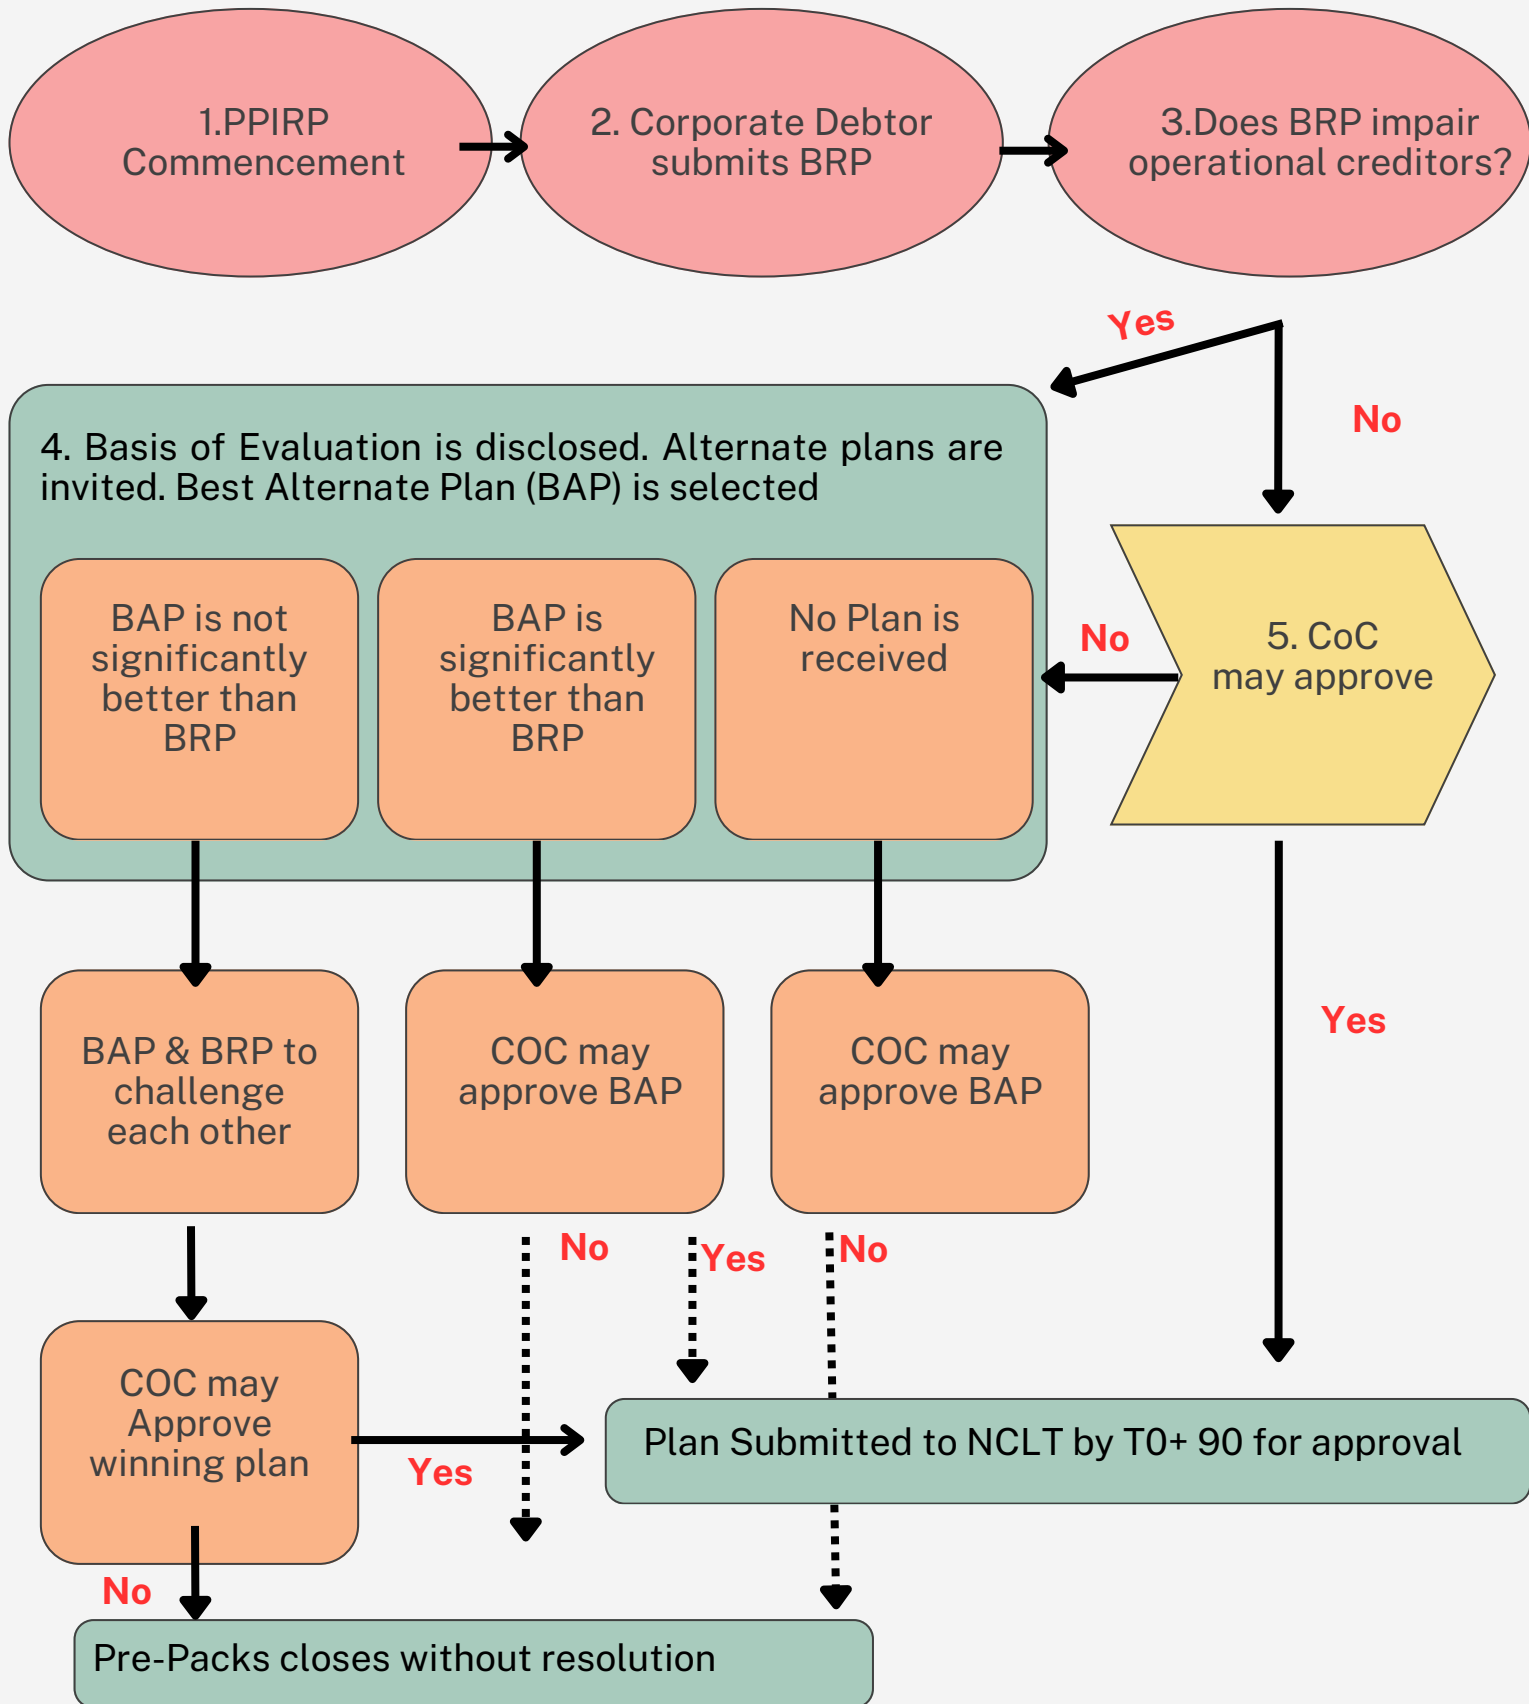 1.PPIRP
Commencement
2. Corporate Debtor
submits BRP
3.Does BRP impair
operational creditors?
Yes
No
4. Basis of Evaluation is disclosed. Alternate plans are
invited. Best Alternate Plan (BAP) is selected
BAP is not
significantly
better than
BRP
BAP is
significantly
better than
BRP
No Plan is
received
No
5. CoC
may approve
BAP & BRP to
challenge
each other
COC may
approve BAP
COC may
approve BAP
Yes
No
Yes
No
COC may
Approve
winning plan
Yes
Plan Submitted to NCLT by T0+ 90 for approval
No
Pre-Packs closes without resolution